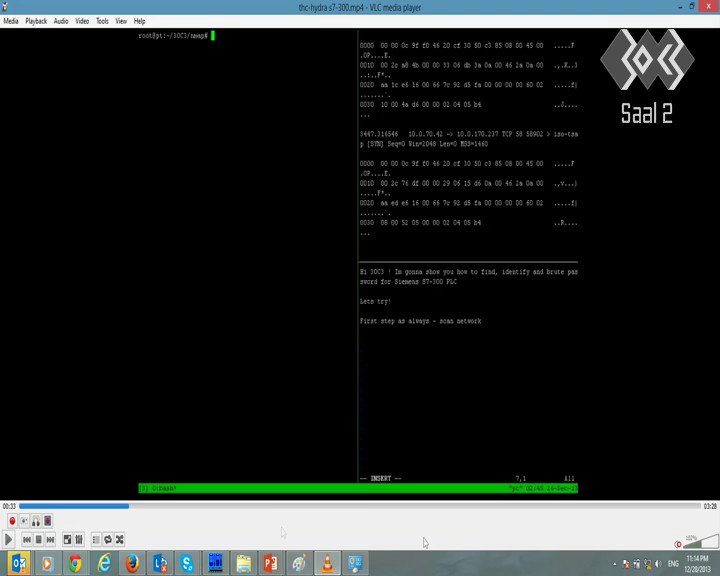 thc-hydra s7-300.mp4 - VLC media player
Media Playback Audio Video Tools View Help
root@pt:~/30C3/nmap#
0000 00 00 0c 9f f0 46 20 cf 30 50 c3 85 08 00 45 00 .....F
.0P....E.
0010 00 2c a8 4b 00 00 33 06 db 3a 0a 00 46 2a 0a 00 .,.K..3
..:..F*..
0020 aa 1c e6 16 00 66 7c 92 d5 fa 00 00 00 00 60 02 .....f|
.......`.
0030 10 00 4a d6 00 00 02 04 05 b4 ..J....
...
3447.316546 10.0.70.42 -> 10.0.170.237 TCP 58 58902 > iso-tsa
p [SYN] Seq=0 Win=2048 Len=0 MSS=1460
0000 00 00 0c 9f f0 46 20 cf 30 50 c3 85 08 00 45 00 .....F
.0P....E.
0010 00 2c 76 df 00 00 29 06 15 d6 0a 00 46 2a 0a 00 .,v...)
.....F*..
0020 aa ed e6 16 00 66 7c 92 d5 fa 00 00 00 00 60 02 .....f|
.......`.
0030 08 00 52 05 00 00 02 04 05 b4 ..R....
...
Hi 30C3 ! Im gonna show you how to find, identify and brute pas
sword for Siemens S7-300 PLC
Lets try!
First step as always - scan network
-- INSERT -- 7,1 All
[3] 0:bash* "pt" 02:48 26-Dec-13
Saal 2
00:33 03:28
102%
11:14 PM
ENG
12/28/2013